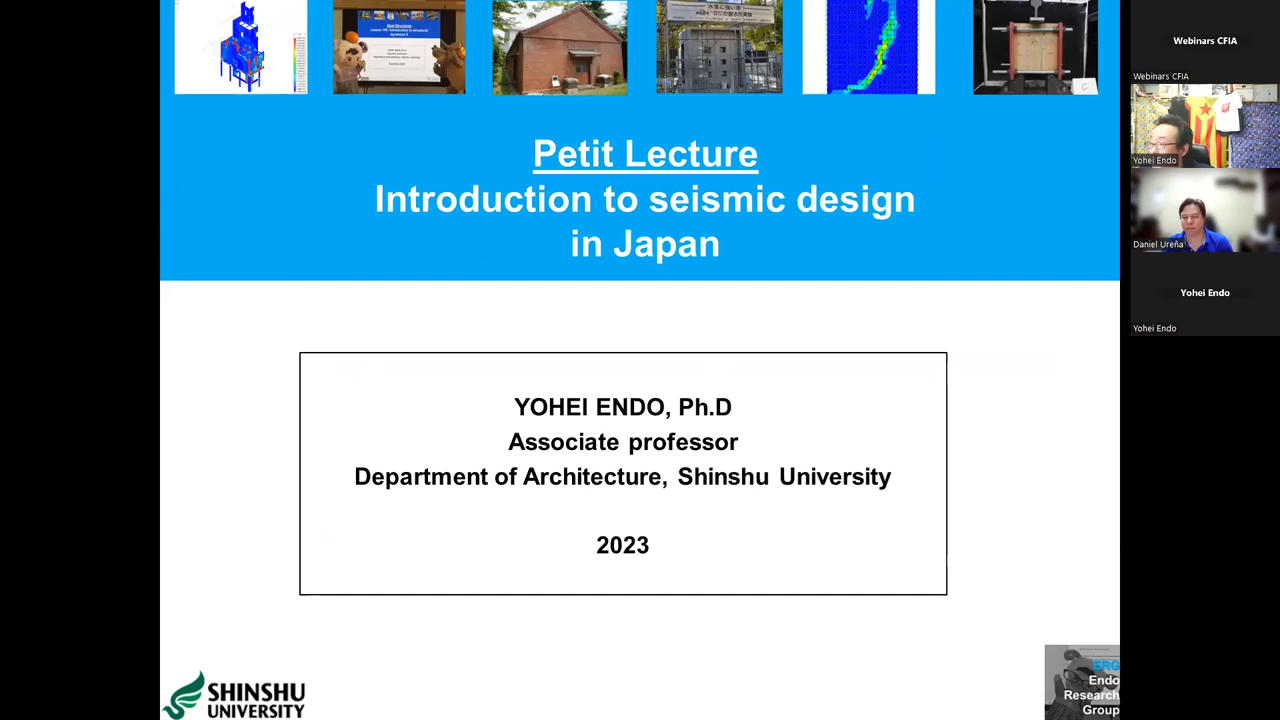 Petit Lecture
Introduction to seismic design
in Japan
YOHEI ENDO, Ph.D
Associate professor
Department of Architecture, Shinshu University
2023
SHINSHU
UNIVERSITY
ERG
Endo
Research
Group
Webinars CFIA
Webinars CFIA
Yohei Endo
Daniel Ureña
Yohei Endo
Yohei Endo